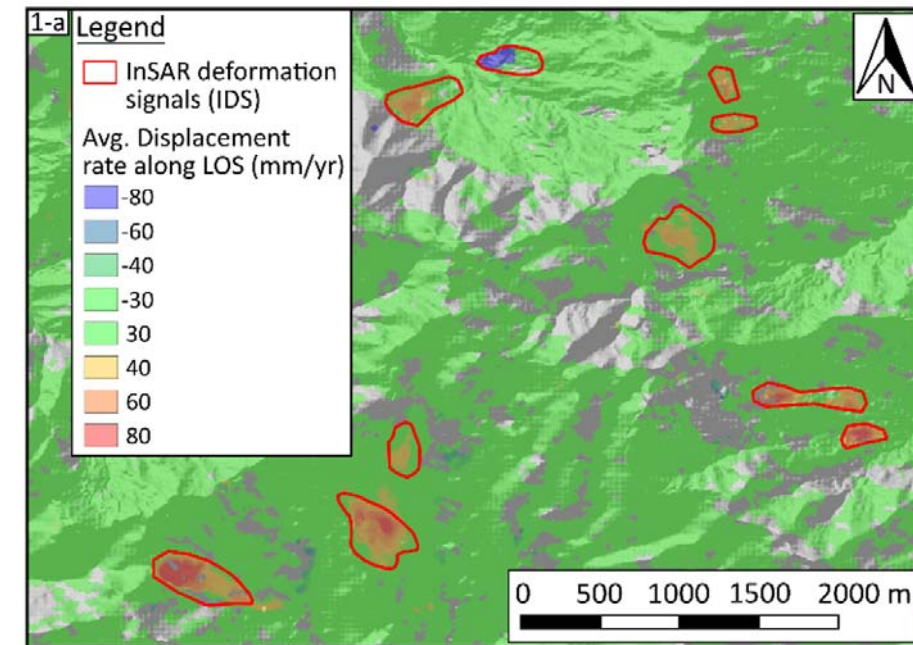 1-a
Legend
InSAR deformation
signals (IDS)
Avg. Displacement
rate along LOS (mm/yr)
-80
-60
-40
-30
30
40
60
80
N
0 500 1000 1500 2000 m